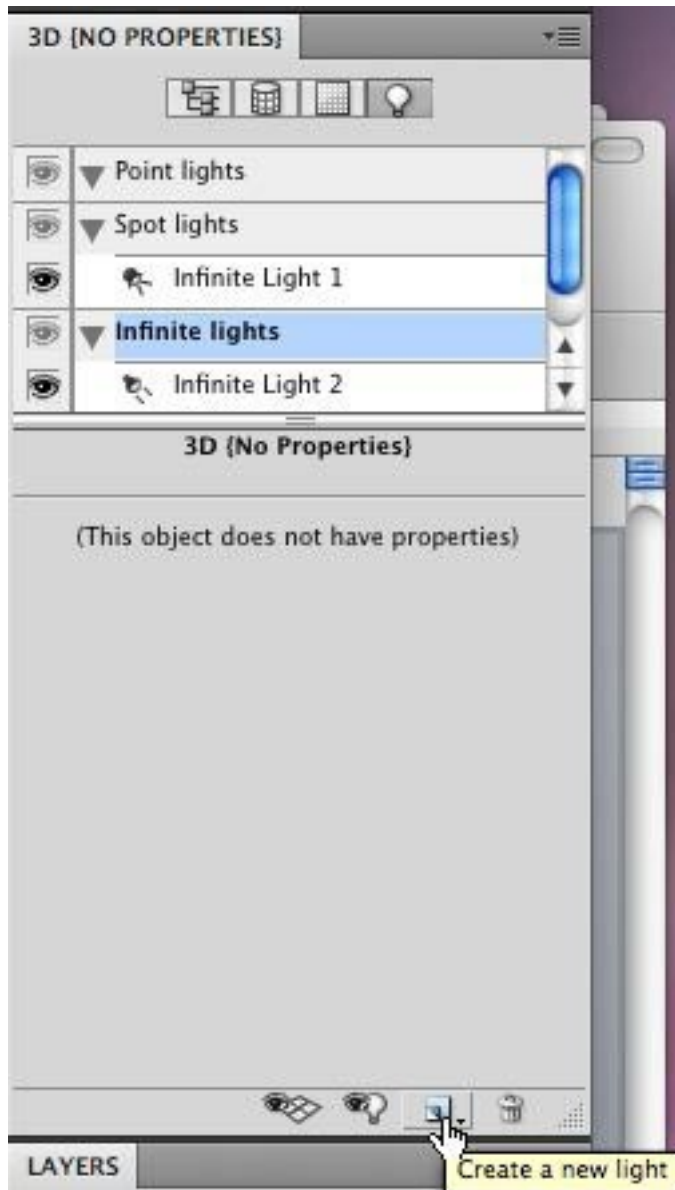 3D {NO PROPERTIES}
Point lights
Spot lights
Infinite Light 1
Infinite lights
Infinite Light 2
3D {No Properties}
(This object does not have properties)
LAYERS
Create a new light